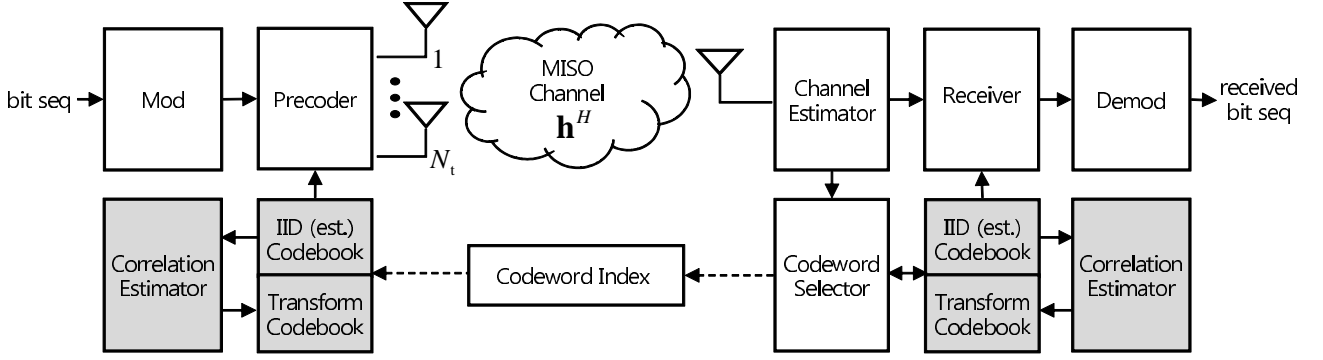 bit seq
Mod
Precoder
1
N_t
MISO
Channel
h^H
Channel
Estimator
Receiver
Demod
received
bit seq
Correlation
Estimator
IID (est.)
Codebook
Transform
Codebook
Codeword Index
Codeword
Selector
IID (est.)
Codebook
Transform
Codebook
Correlation
Estimator